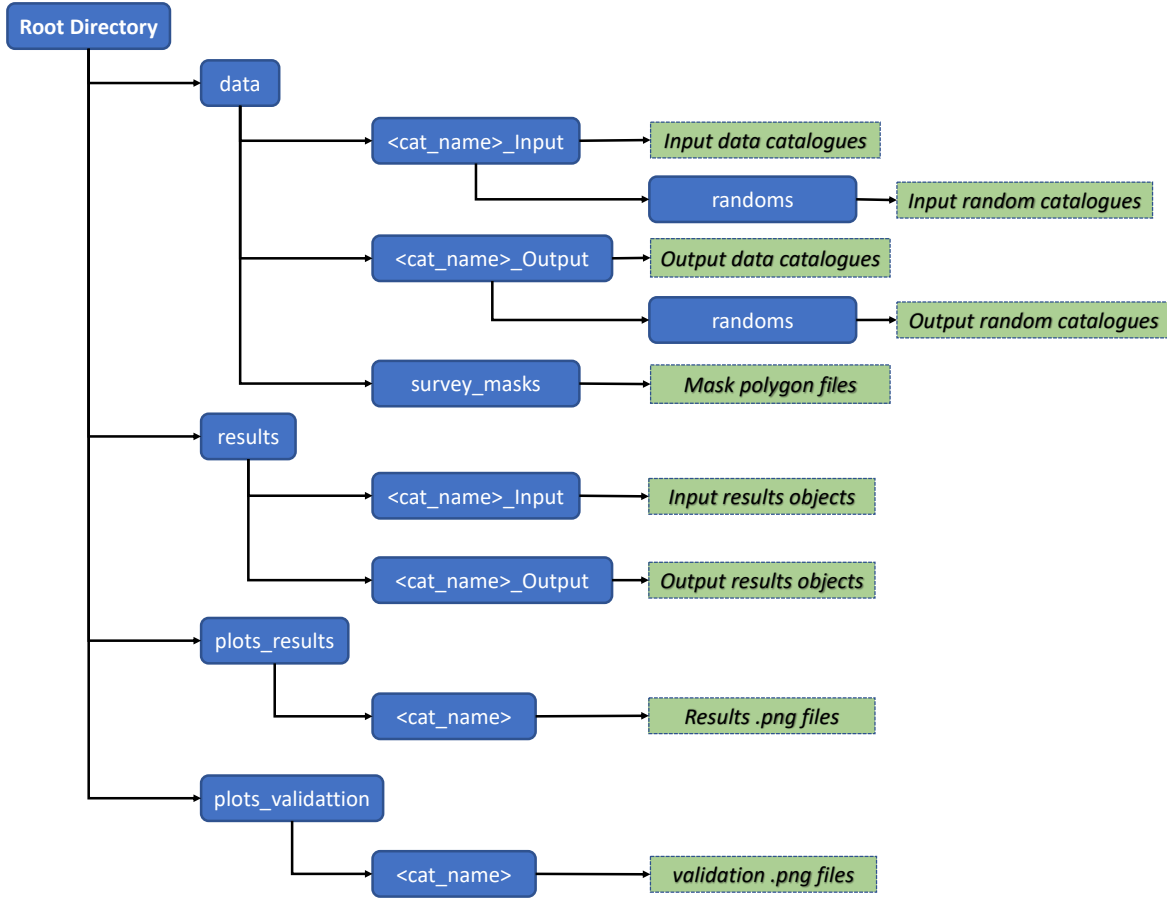 Root Directory
data
<cat_name>_Input
Input data catalogues
randoms
Input random catalogues
<cat_name>_Output
Output data catalogues
randoms
Output random catalogues
survey_masks
Mask polygon files
results
<cat_name>_Input
Input results objects
<cat_name>_Output
Output results objects
plots_results
<cat_name>
Results .png files
plots_validattion
<cat_name>
validation .png files